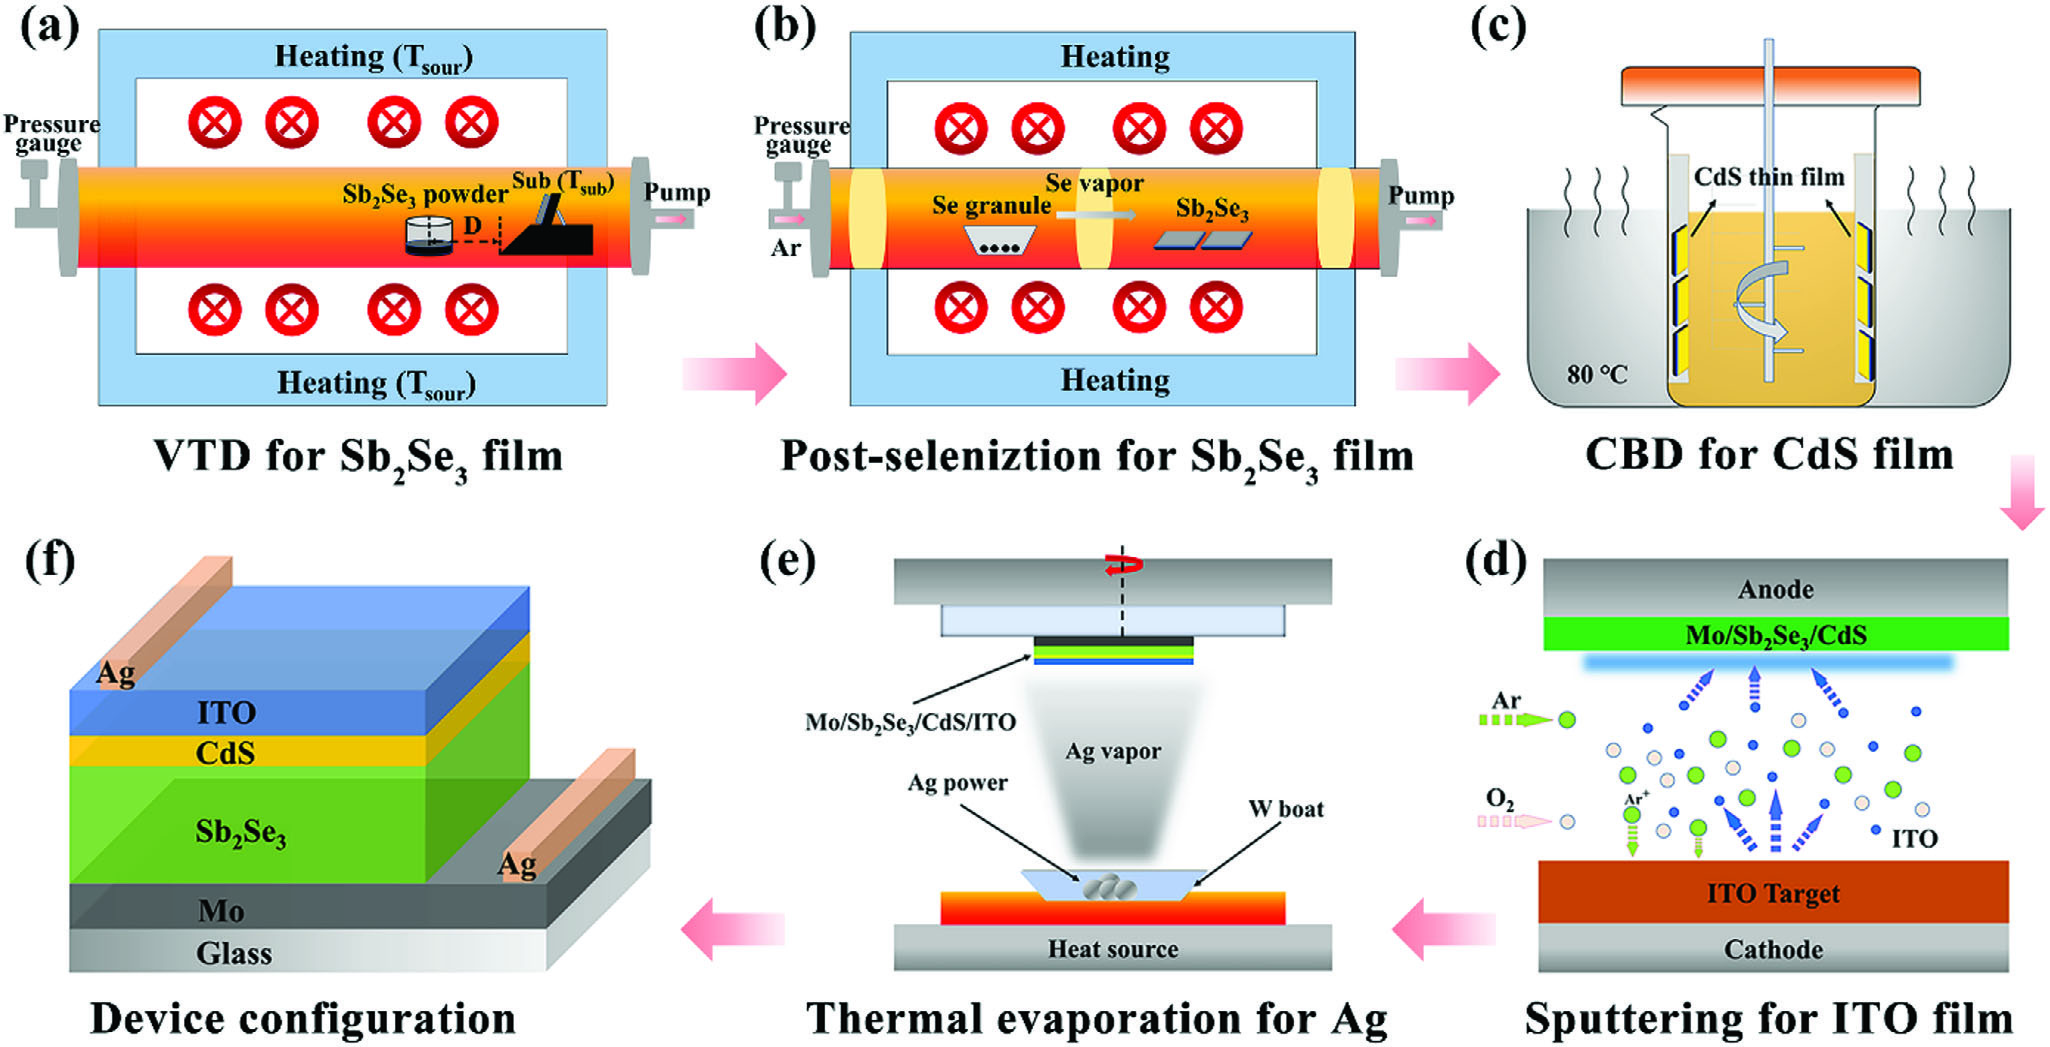 (a)
Heating (Tsour)
Pressure
gauge
Sb2Se3 powder
Sub (Tsub)
D
Pump
Heating (Tsour)
VTD for Sb2Se3 film
(b)
Heating
Pressure
gauge
Ar
Se vapor
Se granule
Sb2Se3
Pump
Heating
Post-seleniztion for Sb2Se3 film
(c)
CdS thin film
80 °C
CBD for CdS film
(f)
Ag
ITO
CdS
Sb2Se3
Ag
Mo
Glass
Device configuration
(e)
Mo/Sb2Se3/CdS/ITO
Ag vapor
Ag power
W boat
Heat source
Thermal evaporation for Ag
(d)
Anode
Mo/Sb2Se3/CdS
Ar
O2
Ar+
ITO
ITO Target
Cathode
Sputtering for ITO film